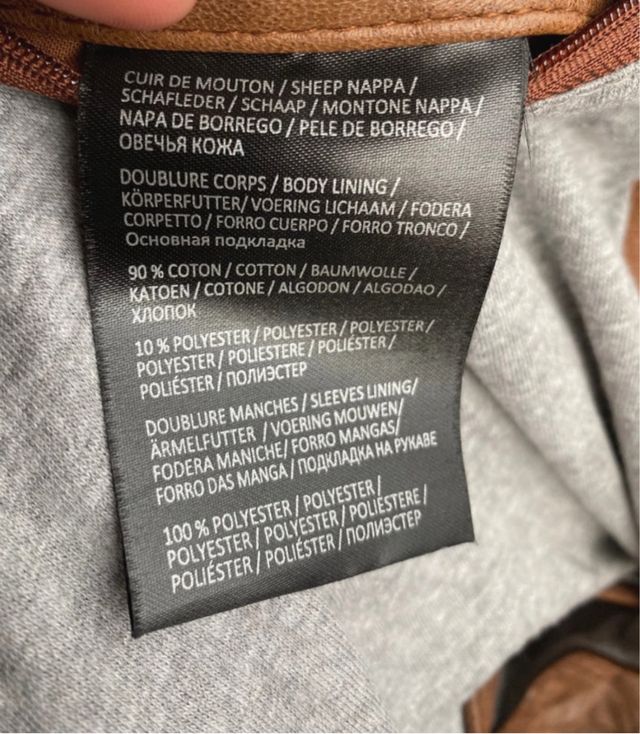 CUIR DE MOUTON / SHEEP NAPPA /
SCHAFLEDER / SCHAAP / MONTONE NAPPA /
NAPA DE BORREGO / PELE DE BORREGO /
ОВЕЧЬЯ КОЖА
DOUBLURE CORPS / BODY LINING /
KÖRPERFUTTER/ VOERING LICHAAM / FODERA
CORPETTO / FORRO CUERPO / FORRO TRONCO /
Основная подкладка
90 % COTON / COTTON / BAUMWOLLE /
KATOEN / COTONE / ALGODON / ALGODAO /
ХЛОПОК
10 % POLYESTER / POLYESTER / POLYESTER /
POLYESTER / POLIESTERE / POLIÉSTER /
POLIÉSTER / ПОЛИЭСТЕР
DOUBLURE MANCHES / SLEEVES LINING/
ÄRMELFUTTER / VOERING MOUWEN/
FODERA MANICHE/ FORRO MANGAS/
FORRO DAS MANGA / ПОДКЛАДКА НА РУКАВЕ
100 % POLYESTER / POLYESTER /
POLYESTER / POLYESTER / POLIESTERE /
POLIÉSTER / POLIÉSTER / ПОЛИЭСТЕР